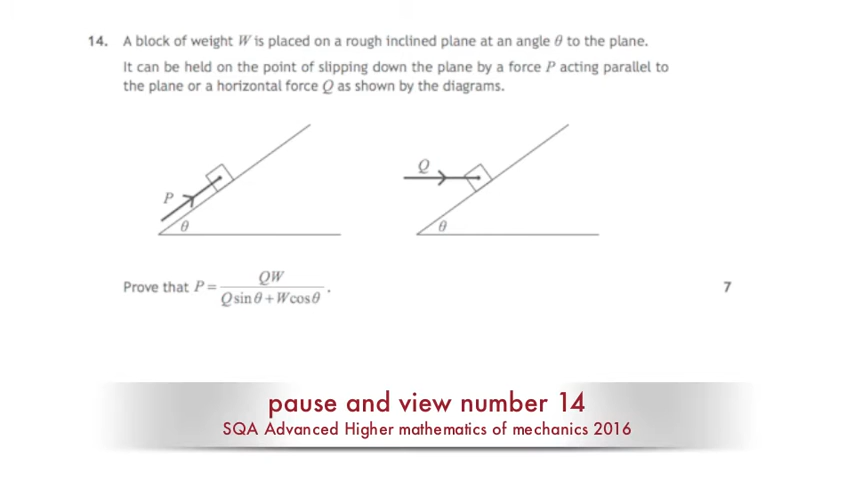 14. A block of weight W is placed on a rough inclined plane at an angle θ to the plane.
It can be held on the point of slipping down the plane by a force P acting parallel to
the plane or a horizontal force Q as shown by the diagrams.
P
θ
Q
θ
Prove that P = QW / (Q sin θ + W cos θ).
7
pause and view number 14
SQA Advanced Higher mathematics of mechanics 2016